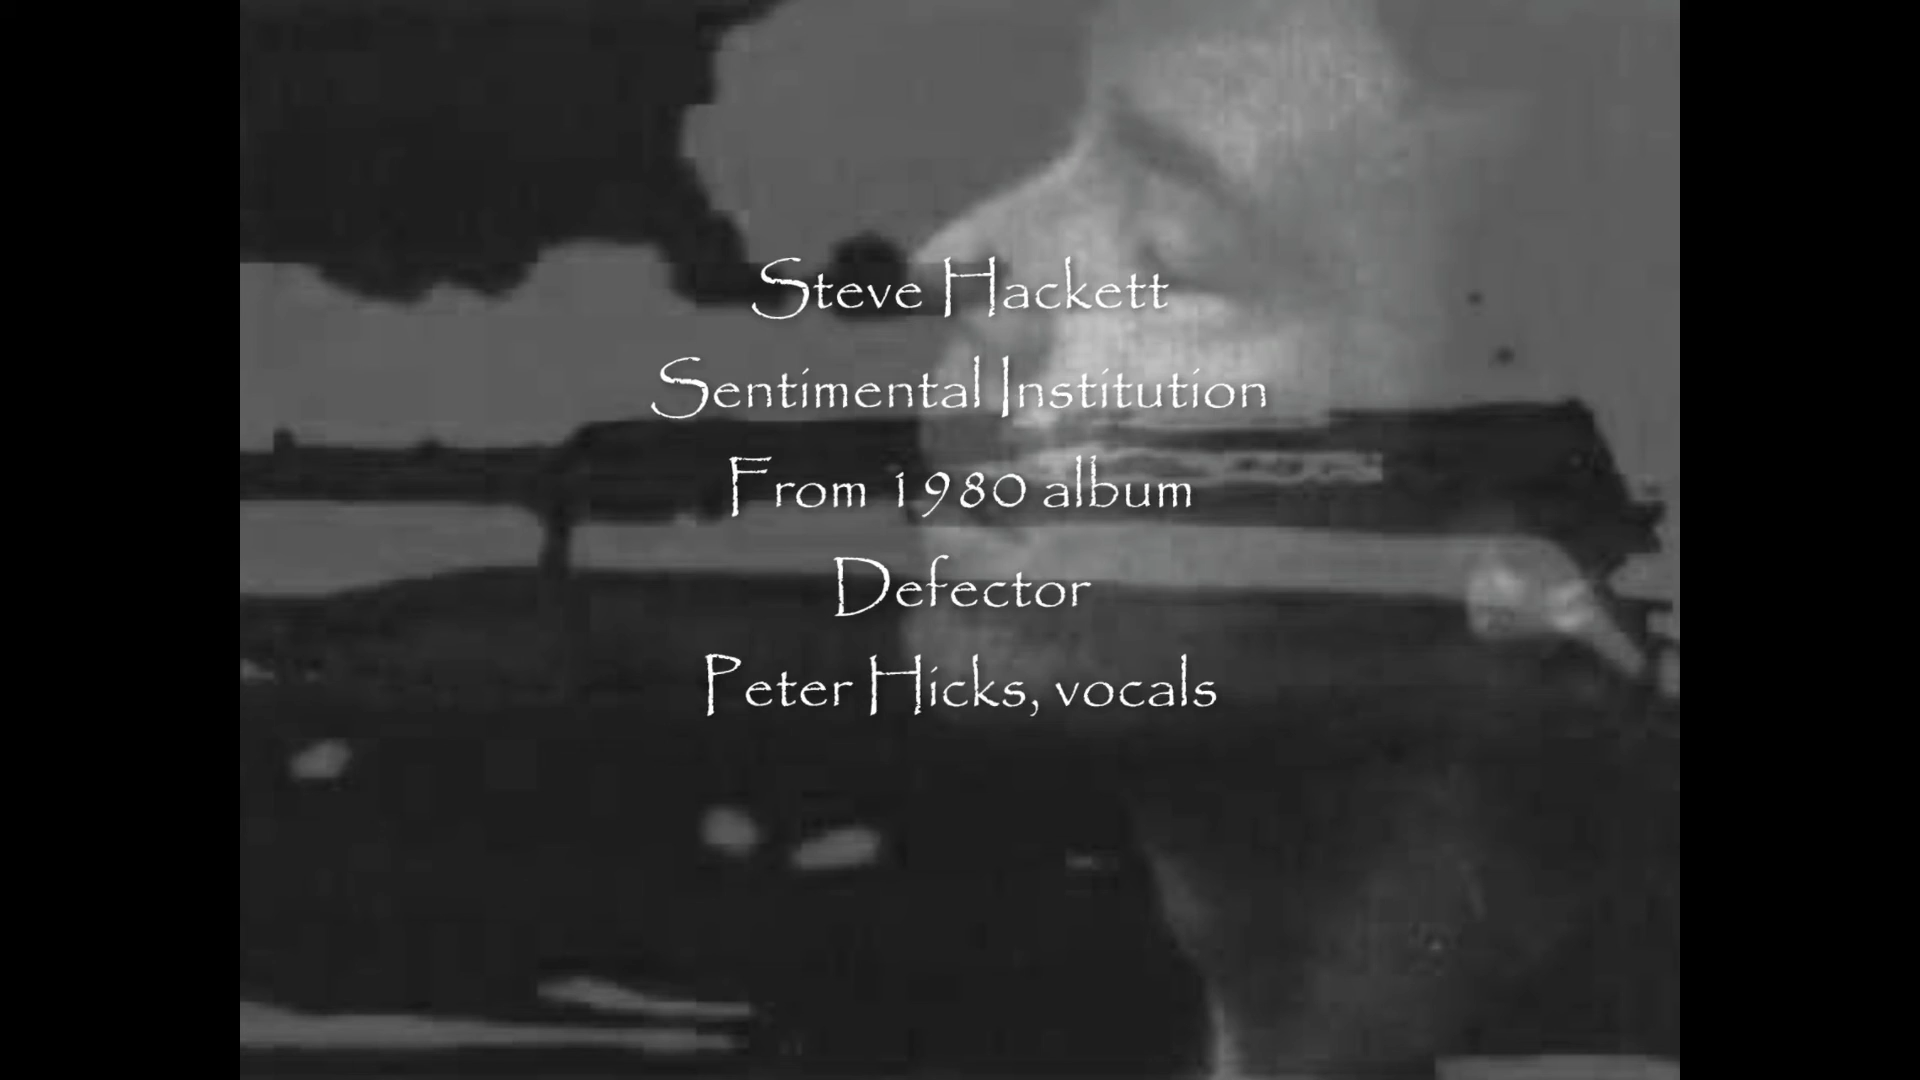 Steve Hackett
Sentimental Institution
From 1980 album
Defector
Peter Hicks, vocals